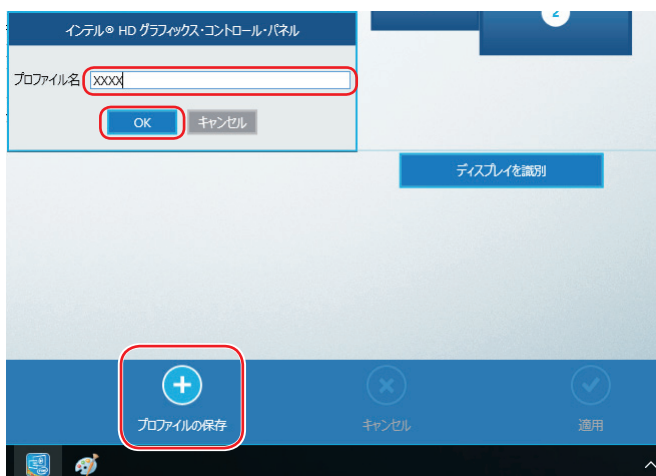 インテル® HD グラフィックス・コントロール・パネル
2
プロファイル名
XXXX
OK
キャンセル
ディスプレイを識別
プロファイルの保存
キャンセル
適用